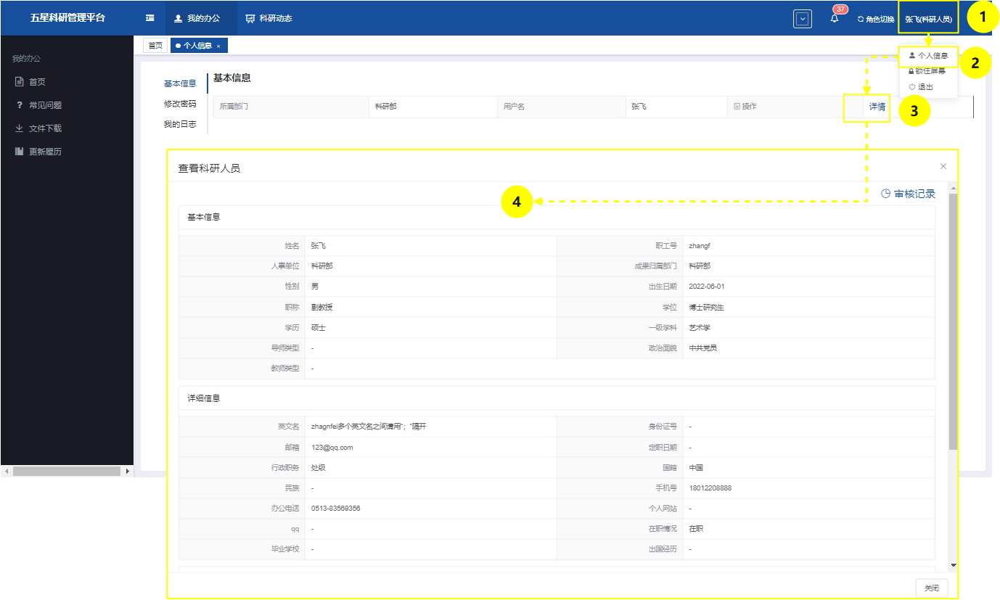 五星科研管理平台 我的办公 科研动态 37 角色切换 张飞(科研人员) 1
首页 个人信息 ×
我的办公
首页
常见问题
文件下载
更新履历
个人信息 2
锁住屏幕
退出
基本信息
修改密码
我的日志
基本信息
所属部门 科研部 用户名 张飞 操作 详情 3
查看科研人员 ×
4 审核记录
基本信息
姓名 张飞 职工号 zhangf
人事单位 科研部 成果归属部门 科研部
性别 男 出生日期 2022-06-01
职称 副教授 学位 博士研究生
学历 硕士 一级学科 艺术学
导师类型 - 政治面貌 中共党员
教师类型 -
详细信息
英文名 zhagnfei多个英文名之间请用"；"隔开 身份证号 -
邮箱 123@qq.com 定职日期 -
行政职务 处级 国籍 中国
民族 - 手机号 18012208888
办公电话 0513-83569356 个人网站 -
qq - 在职情况 在职
毕业学校 - 出国经历 -
关闭